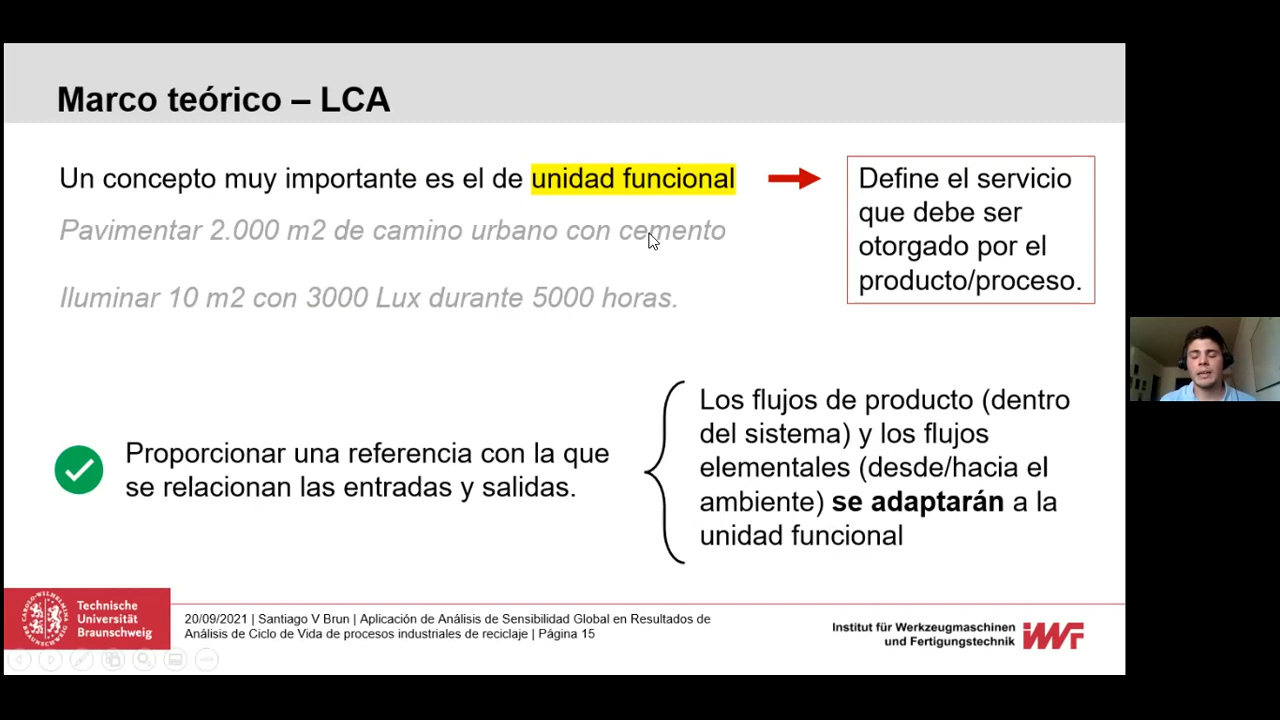 Marco teórico – LCA
Un concepto muy importante es el de unidad funcional
Pavimentar 2.000 m2 de camino urbano con cemento
Iluminar 10 m2 con 3000 Lux durante 5000 horas.
Define el servicio
que debe ser
otorgado por el
producto/proceso.
Proporcionar una referencia con la que
se relacionan las entradas y salidas.
Los flujos de producto (dentro
del sistema) y los flujos
elementales (desde/hacia el
ambiente) se adaptarán a la
unidad funcional
Technische
Universität
Braunschweig
20/09/2021 | Santiago V Brun | Aplicación de Análisis de Sensibilidad Global en Resultados de
Análisis de Ciclo de Vida de procesos industriales de reciclaje | Página 15
Institut für Werkzeugmaschinen
und Fertigungstechnik
iWF